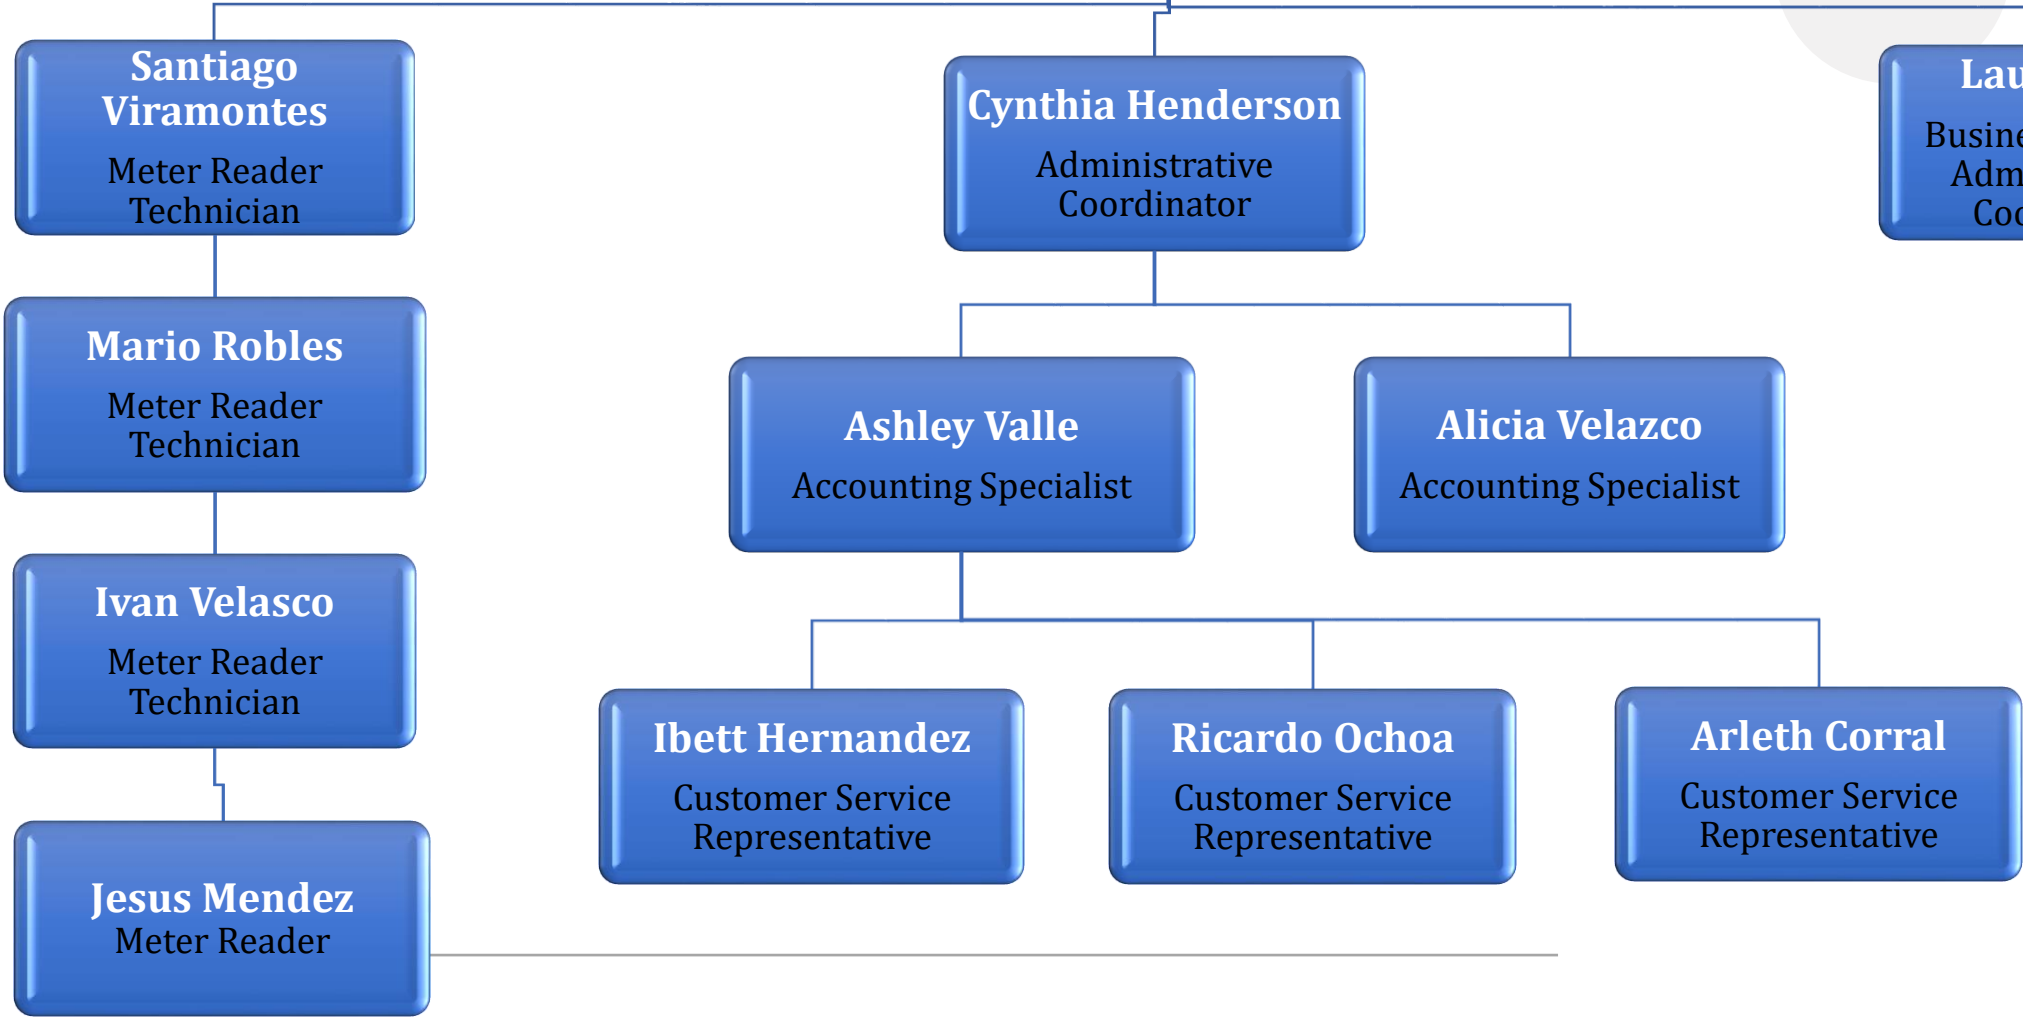 Santiago
Viramontes
Meter Reader
Technician
Cynthia Henderson
Administrative
Coordinator
Mario Robles
Meter Reader
Technician
Ashley Valle
Accounting Specialist
Alicia Velazco
Accounting Specialist
Ivan Velasco
Meter Reader
Technician
Ibett Hernandez
Customer Service
Representative
Ricardo Ochoa
Customer Service
Representative
Arleth Corral
Customer Service
Representative
Jesus Mendez
Meter Reader